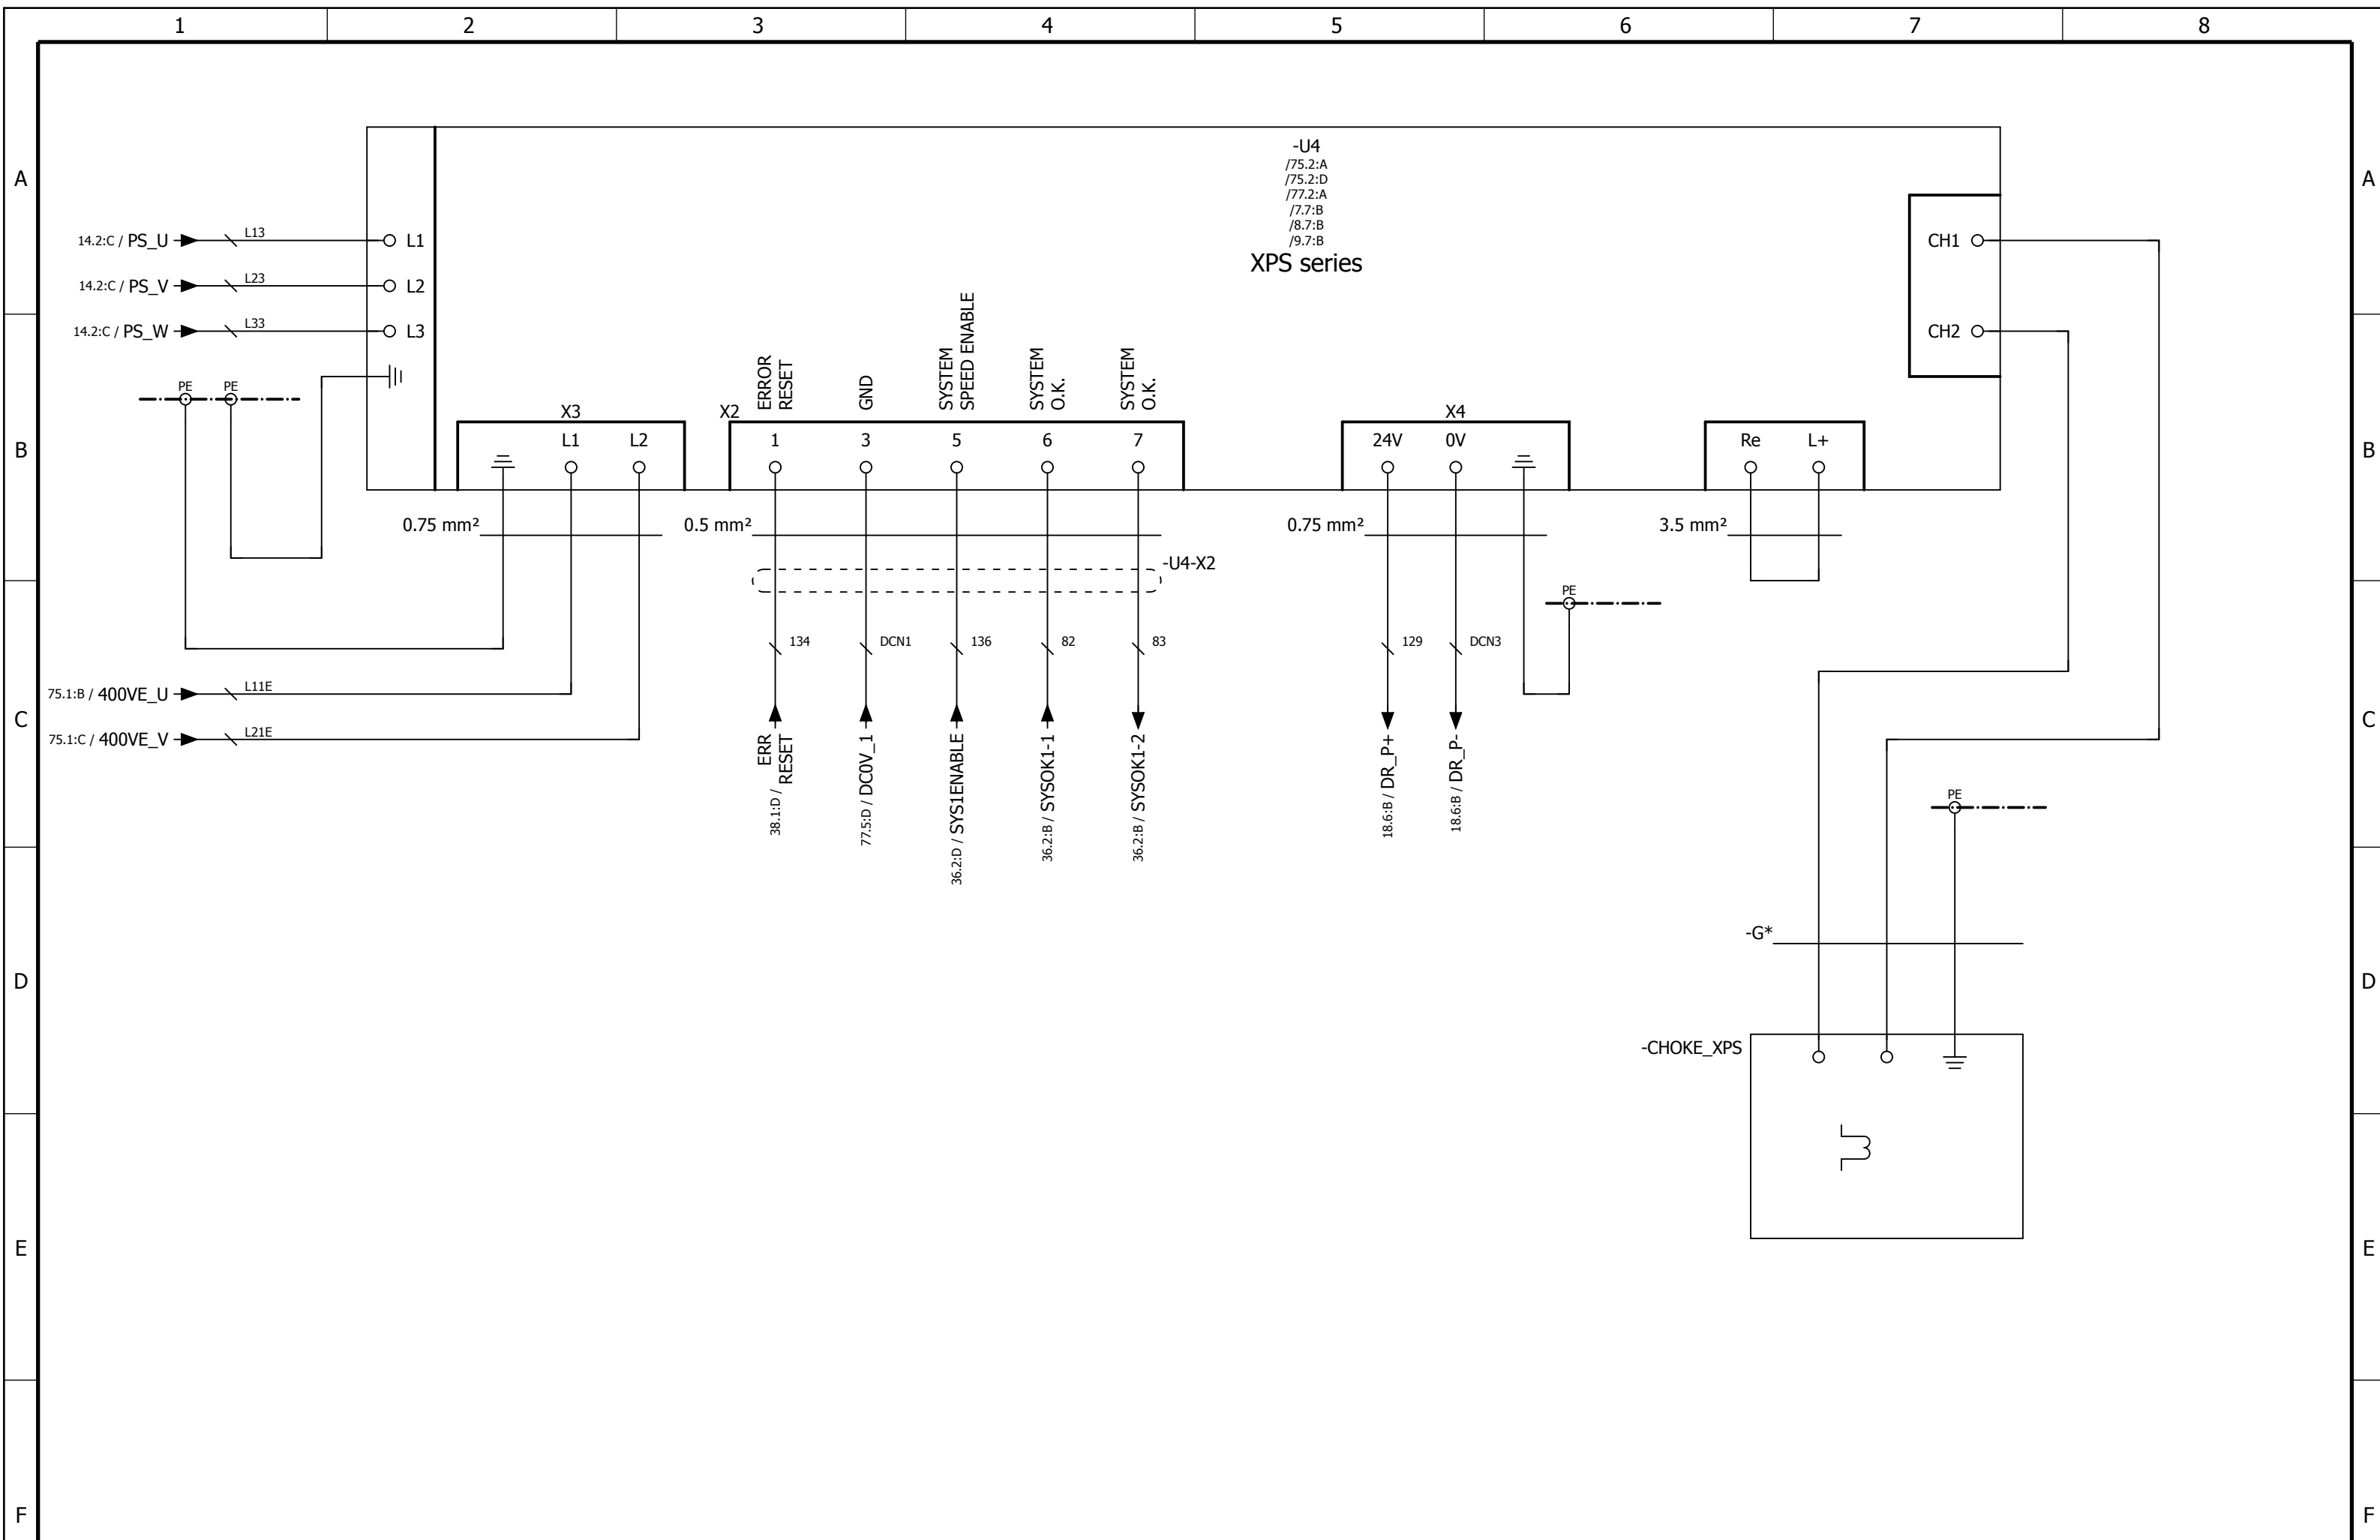 1 2 3 4 5 6 7 8
A A
-U4
/75.2:A
/75.2:D
/77.2:A
/7.7:B
/8.7:B
/9.7:B
XPS series
14.2:C / PS_U L13 L1
14.2:C / PS_V L23 L2
14.2:C / PS_W L33 L3
CH1
CH2
PE PE
B B
X3
L1 L2
X2
ERROR
RESET
GND
SYSTEM
SPEED ENABLE
SYSTEM
O.K.
SYSTEM
O.K.
1 3 5 6 7
X4
24V 0V
Re L+
0.75 mm²
0.5 mm²
0.75 mm²
3.5 mm²
-U4-X2
PE
134 DCN1 136 82 83
129 DCN3
C C
75.1:B / 400VE_U L11E
75.1:C / 400VE_V L21E
38.1:D / ERR
RESET
77.5:D / DC0V_1
36.2:D / SYS1ENABLE
36.2:B / SYSOK1-1
36.2:B / SYSOK1-2
18.6:B / DR_P+
18.6:B / DR_P-
PE
-G*
D D
-CHOKE_XPS
E E
F F